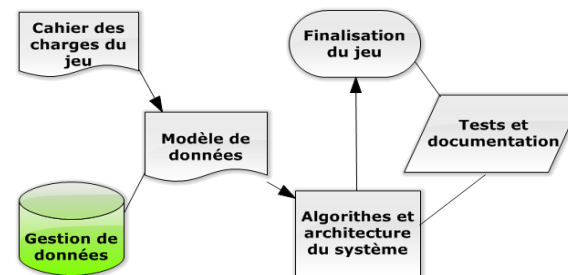 Cahier des
charges du
jeu
Finalisation
du jeu
Modèle de
données
Tests et
documentation
Gestion de
données
Algorithes et
architecture
du système